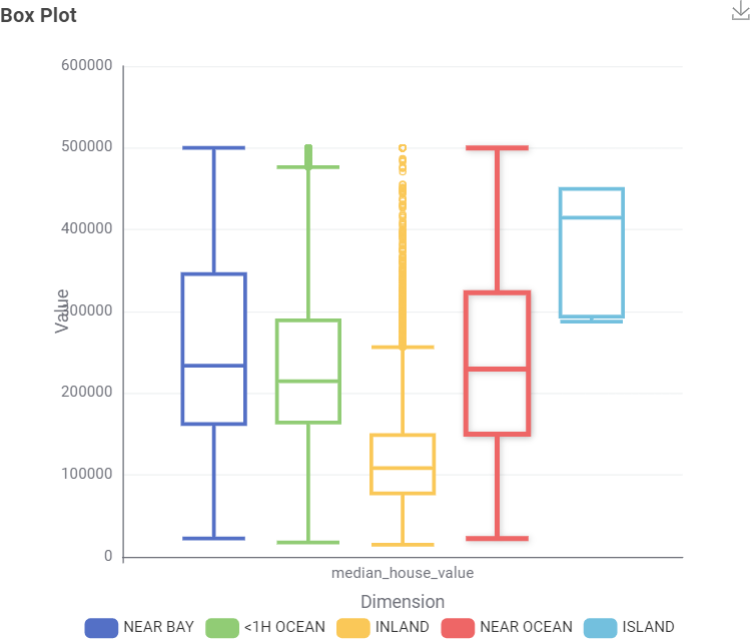 Box Plot
600000
500000
400000
300000
200000
100000
0
Value
median_house_value
Dimension
NEAR BAY <1H OCEAN INLAND NEAR OCEAN ISLAND